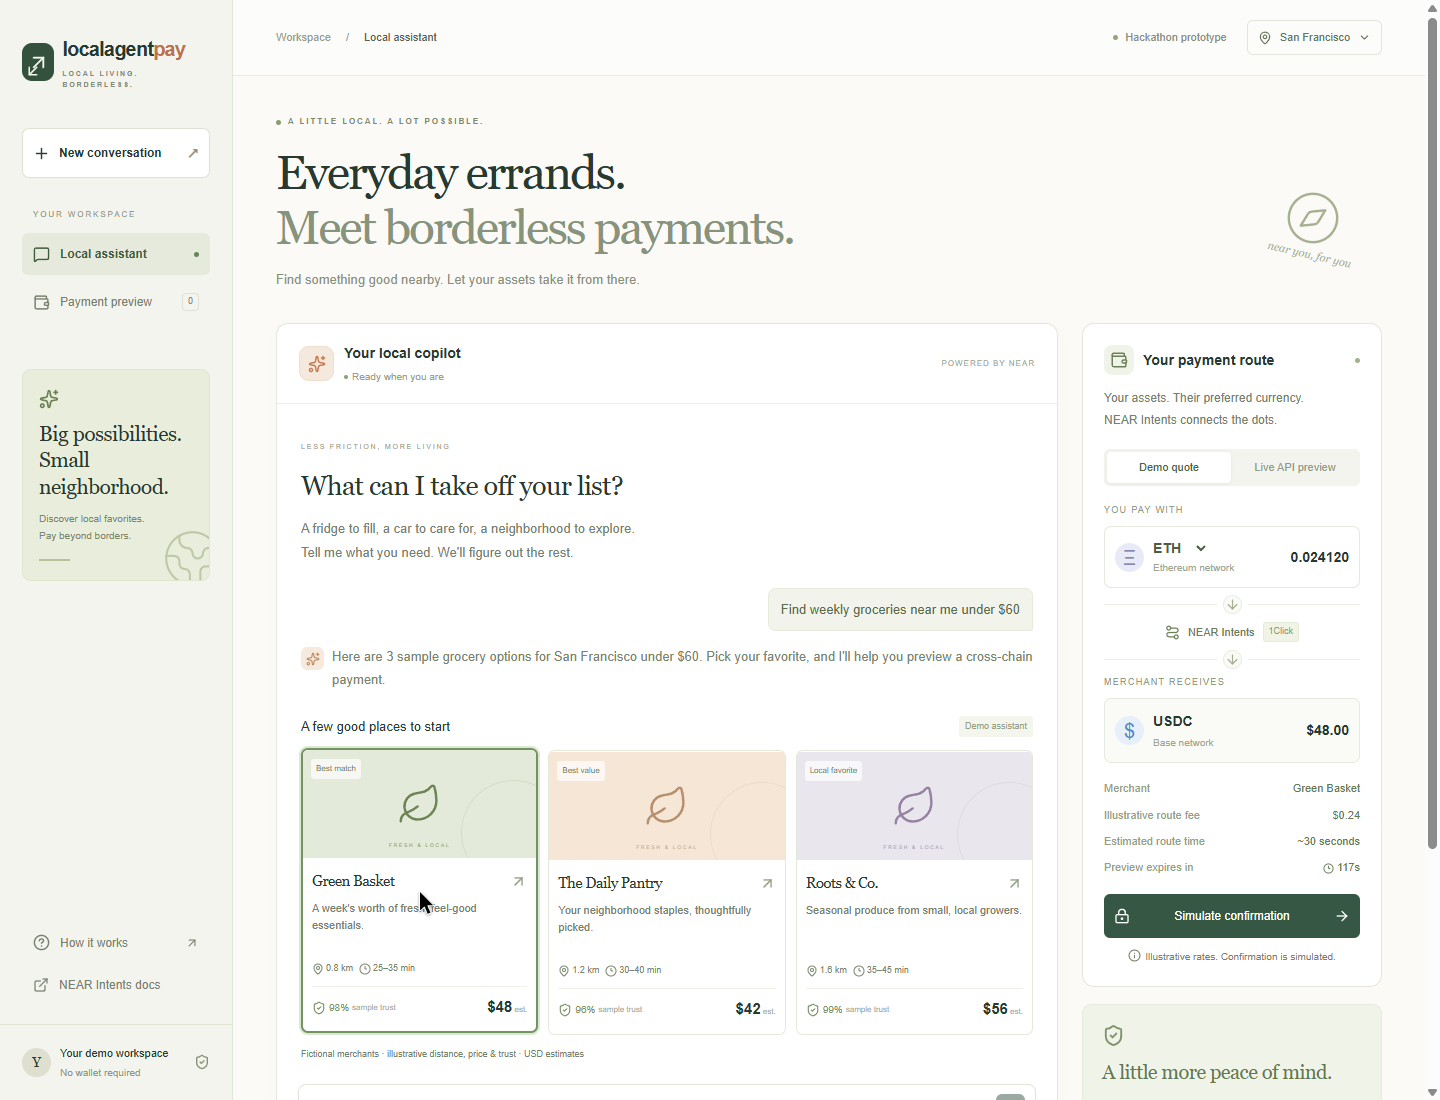 localagentpay
LOCAL LIVING.
BORDERLESS.
New conversation
YOUR WORKSPACE
Local assistant
Payment preview 0
Big possibilities.
Small
neighborhood.
Discover local favorites.
Pay beyond borders.
How it works
NEAR Intents docs
Y
Your demo workspace
No wallet required
Workspace / Local assistant
Hackathon prototype
San Francisco
A LITTLE LOCAL. A LOT POSSIBLE.
Everyday errands.
Meet borderless payments.
Find something good nearby. Let your assets take it from there.
near you, for you
Your local copilot
Ready when you are
POWERED BY NEAR
LESS FRICTION, MORE LIVING
What can I take off your list?
A fridge to fill, a car to care for, a neighborhood to explore.
Tell me what you need. We'll figure out the rest.
Find weekly groceries near me under $60
Here are 3 sample grocery options for San Francisco under $60. Pick your favorite, and I'll help you preview a cross-chain
payment.
A few good places to start
Demo assistant
Best match
FRESH & LOCAL
Green Basket
A week's worth of fresh, feel-good
essentials.
0.8 km 25–35 min
98% sample trust $48 est.
Best value
FRESH & LOCAL
The Daily Pantry
Your neighborhood staples, thoughtfully
picked.
1.2 km 30–40 min
96% sample trust $42 est.
Local favorite
FRESH & LOCAL
Roots & Co.
Seasonal produce from small, local growers.
1.6 km 35–45 min
99% sample trust $56 est.
Fictional merchants · illustrative distance, price & trust · USD estimates
Your payment route
Your assets. Their preferred currency.
NEAR Intents connects the dots.
Demo quote Live API preview
YOU PAY WITH
ETH
Ethereum network
0.024120
NEAR Intents 1Click
MERCHANT RECEIVES
$
USDC
Base network
$48.00
Merchant Green Basket
Illustrative route fee $0.24
Estimated route time ~30 seconds
Preview expires in 117s
Simulate confirmation
Illustrative rates. Confirmation is simulated.
A little more peace of mind.